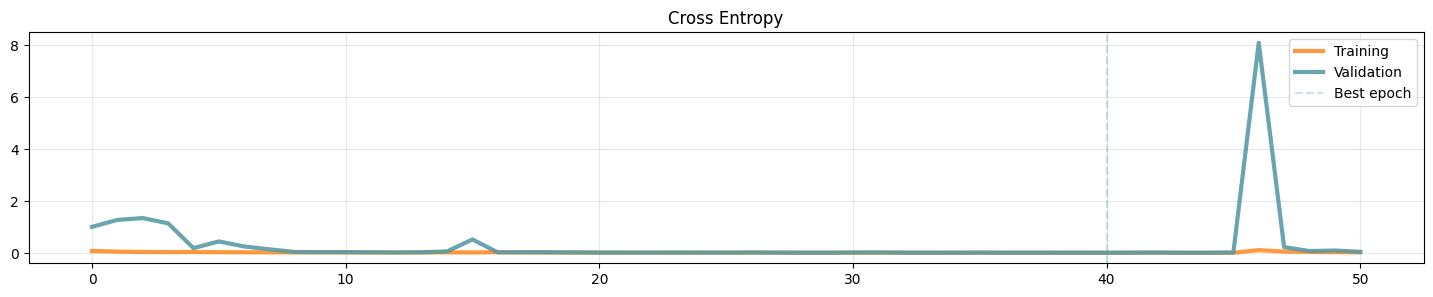 Cross Entropy
8
6
4
2
0
Training
Validation
Best epoch
0 10 20 30 40 50